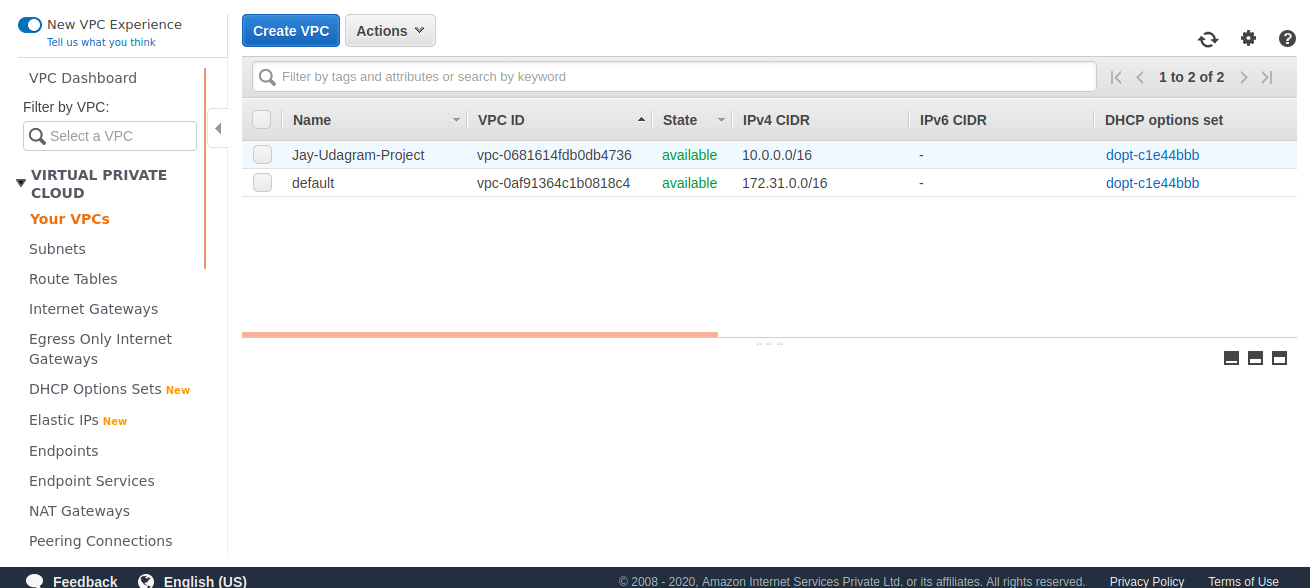 New VPC Experience
Tell us what you think
VPC Dashboard
Filter by VPC:
Select a VPC
VIRTUAL PRIVATE
CLOUD
Your VPCs
Subnets
Route Tables
Internet Gateways
Egress Only Internet
Gateways
DHCP Options Sets New
Elastic IPs New
Endpoints
Endpoint Services
NAT Gateways
Peering Connections
Create VPC Actions
Filter by tags and attributes or search by keyword 1 to 2 of 2
Name VPC ID State IPv4 CIDR IPv6 CIDR DHCP options set
Jay-Udagram-Project vpc-0681614fdb0db4736 available 10.0.0.0/16 - dopt-c1e44bbb
default vpc-0af91364c1b0818c4 available 172.31.0.0/16 - dopt-c1e44bbb
Feedback English (US) © 2008 - 2020, Amazon Internet Services Private Ltd. or its affiliates. All rights reserved. Privacy Policy Terms of Use